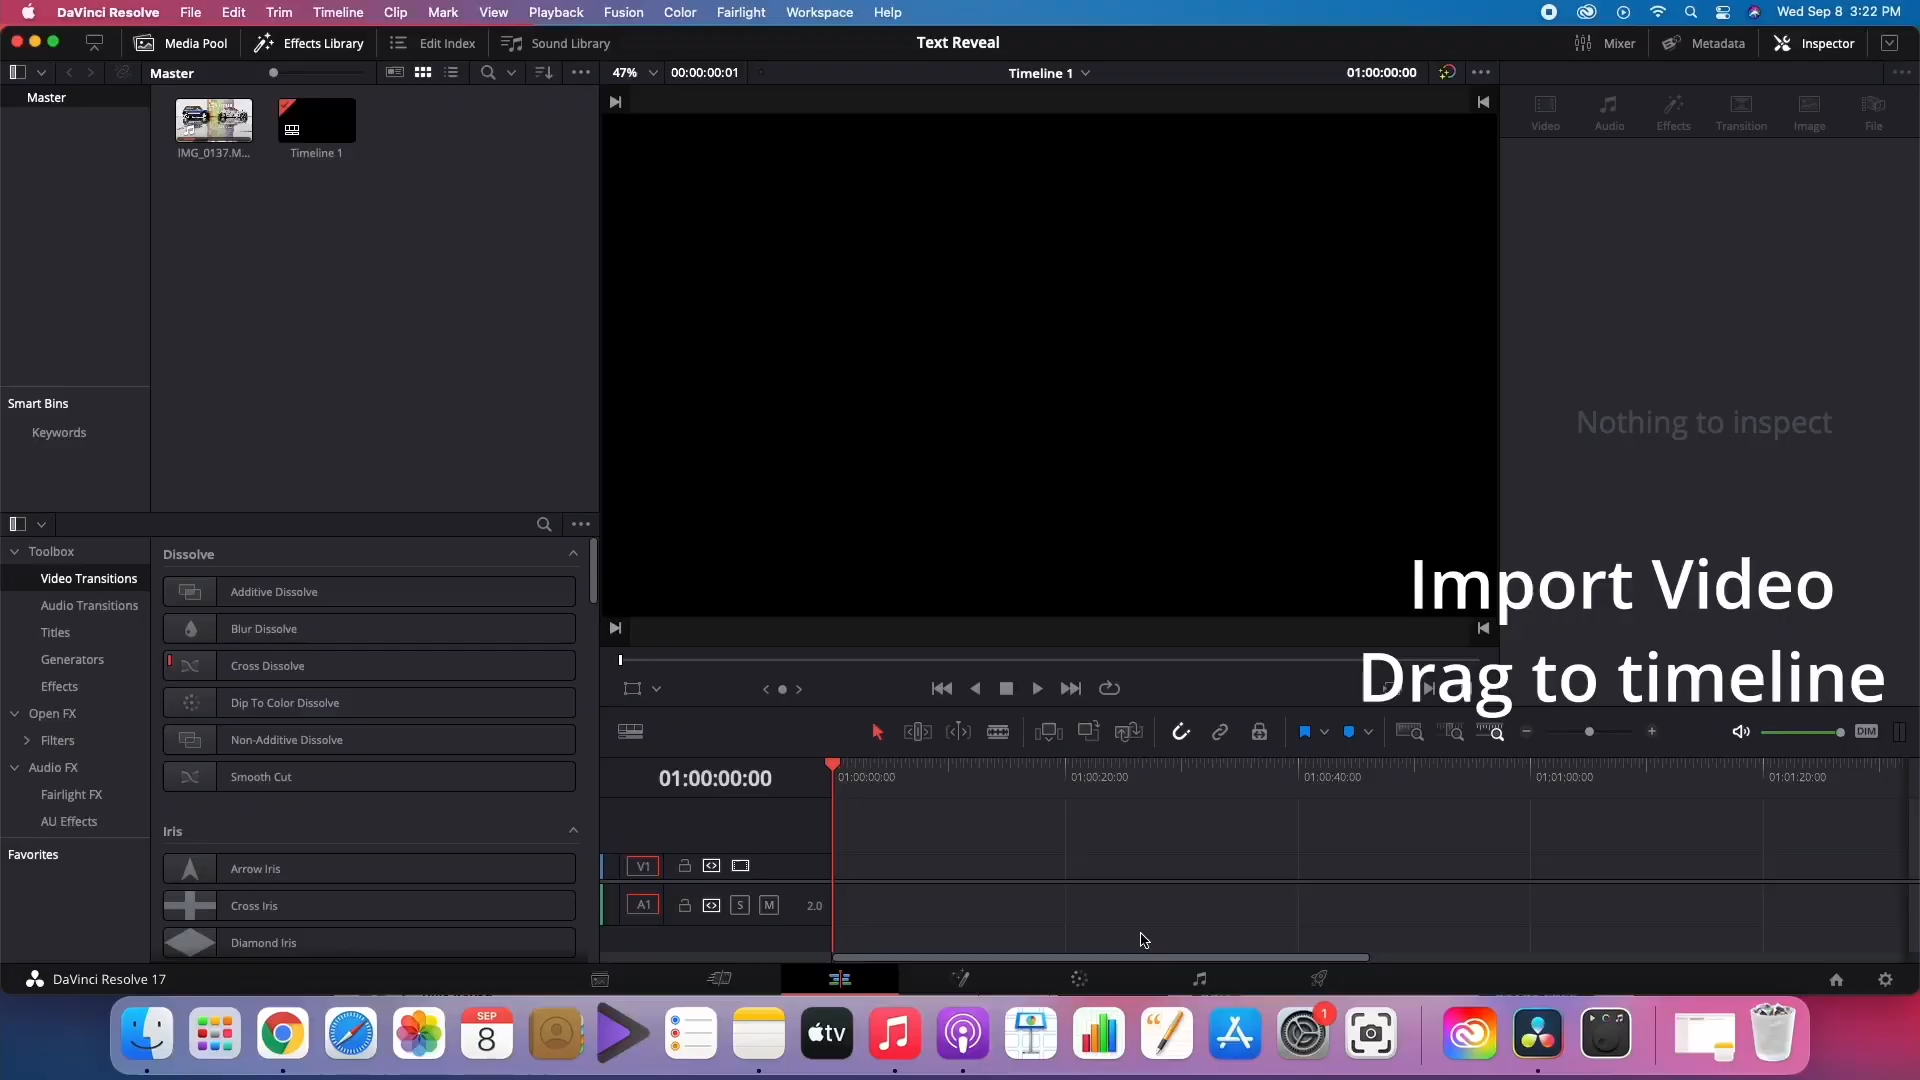 DaVinci Resolve File Edit Trim Timeline Clip Mark View Playback Fusion Color Fairlight Workspace Help Wed Sep 8 3:22 PM
Media Pool Effects Library Edit Index Sound Library Text Reveal Mixer Metadata Inspector
Master 47% 00:00:00:01 Timeline 1 01:00:00:00
Master
Video Audio Effects Transition Image File
IMG_0137.M... Timeline 1
Smart Bins
Keywords
Nothing to inspect
Toolbox
Video Transitions
Audio Transitions
Titles
Generators
Effects
Open FX
Filters
Audio FX
Fairlight FX
AU Effects
Favorites
Dissolve
Additive Dissolve
Blur Dissolve
Cross Dissolve
Dip To Color Dissolve
Non-Additive Dissolve
Smooth Cut
Iris
Arrow Iris
Cross Iris
Diamond Iris
Import Video
Drag to timeline
DIM
01:00:00:00 01:00:00:00 01:00:20:00 01:00:40:00 01:01:00:00 01:01:20:00
V1
A1 S M 2.0
DaVinci Resolve 17
SEP
8
tv
1